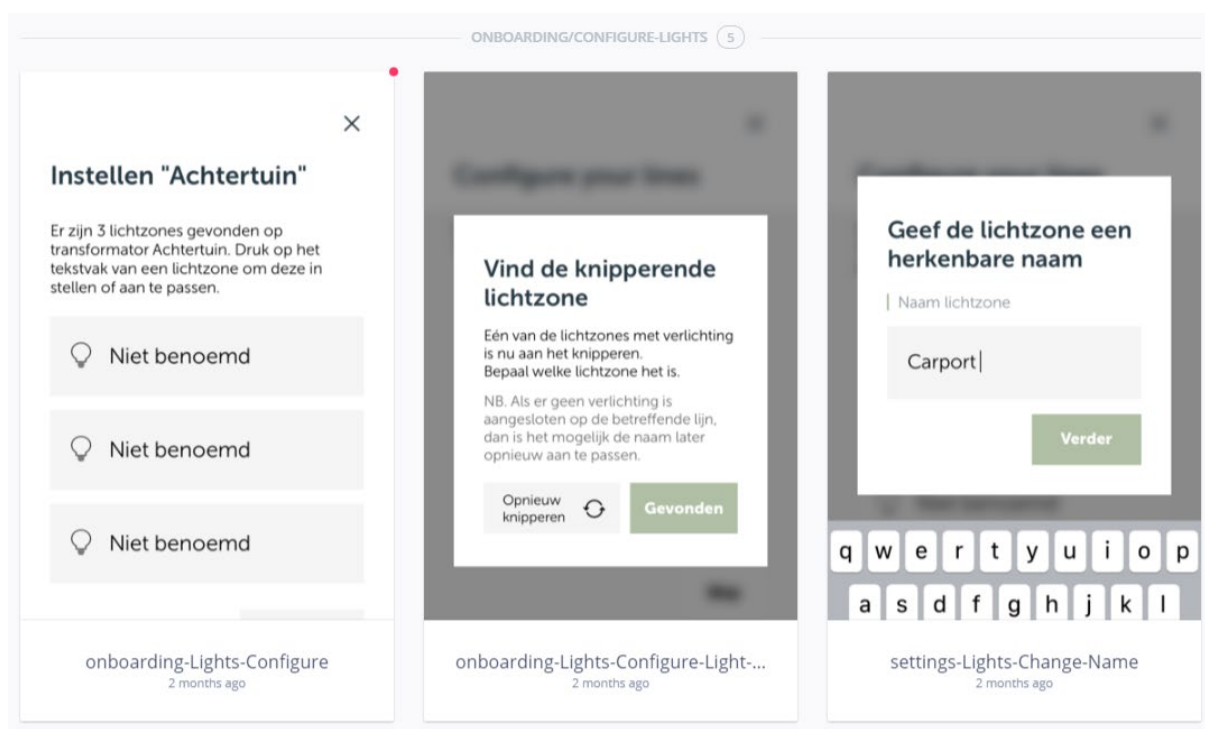 ONBOARDING/CONFIGURE-LIGHTS 5
Instellen "Achtertuin"
Er zijn 3 lichtzones gevonden op
transformator Achtertuin. Druk op het
tekstvak van een lichtzone om deze in
stellen of aan te passen.
Niet benoemd
Niet benoemd
Niet benoemd
onboarding-Lights-Configure
2 months ago
Configure your lines
Vind de knipperende
lichtzone
Eén van de lichtzones met verlichting
is nu aan het knipperen.
Bepaal welke lichtzone het is.
NB. Als er geen verlichting is
aangesloten op de betreffende lijn,
dan is het mogelijk de naam later
opnieuw aan te passen.
Opnieuw
knipperen
Gevonden
onboarding-Lights-Configure-Light-...
2 months ago
Geef de lichtzone een
herkenbare naam
Naam lichtzone
Carport
Verder
q w e r t y u i o p
a s d f g h j k l
settings-Lights-Change-Name
2 months ago